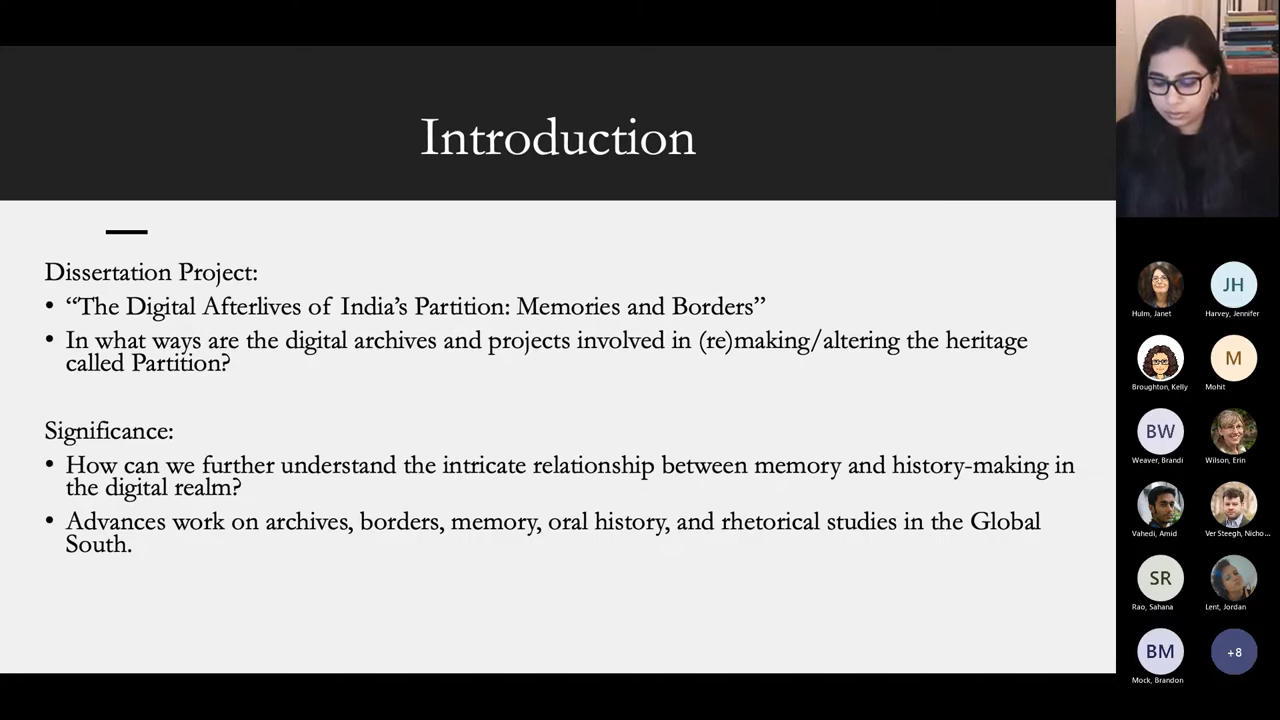 Introduction
Dissertation Project:
• “The Digital Afterlives of India’s Partition: Memories and Borders”
• In what ways are the digital archives and projects involved in (re)making/altering the heritage
called Partition?
Significance:
• How can we further understand the intricate relationship between memory and history-making in
the digital realm?
• Advances work on archives, borders, memory, oral history, and rhetorical studies in the Global
South.
JH
Hulm, Janet
Harvey, Jennifer
M
Broughton, Kelly
Mohit
BW
Weaver, Brandi
Wilson, Erin
Vahedi, Amid
Ver Steegh, Nicho...
SR
Rao, Sahana
Lent, Jordan
BM
+8
Mock, Brandon